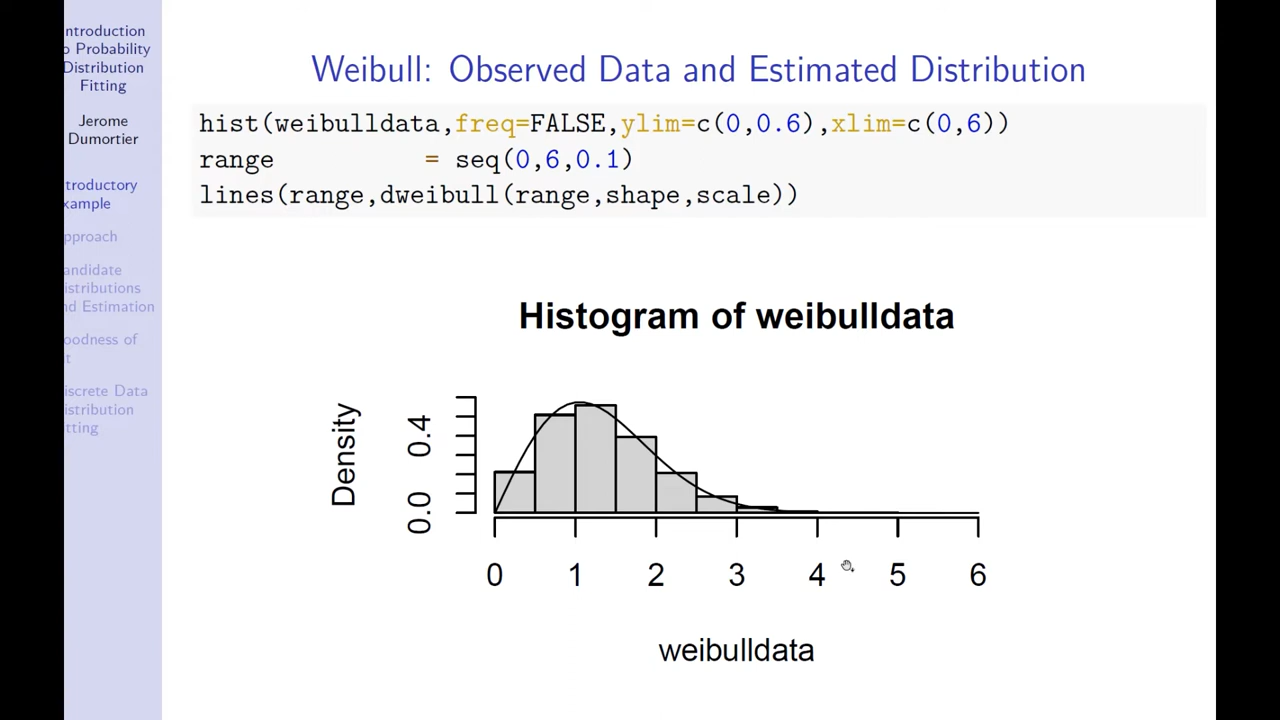 ntroduction
o Probability
Distribution
Fitting
Jerome
Dumortier
ntroductory
xample
pproach
andidate
istributions
nd Estimation
oodness of
t
iscrete Data
istribution
tting
Weibull: Observed Data and Estimated Distribution
hist(weibulldata,freq=FALSE,ylim=c(0,0.6),xlim=c(0,6))
range = seq(0,6,0.1)
lines(range,dweibull(range,shape,scale))
Histogram of weibulldata
Density
0.4
0.0
0 1 2 3 4 5 6
weibulldata